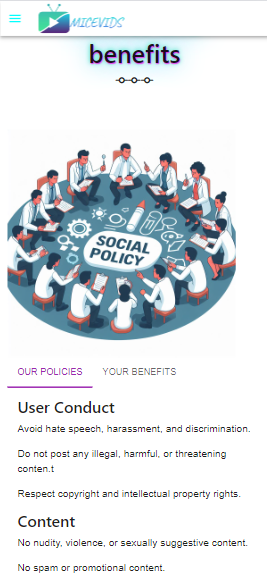 MICEVIDS
benefits
SOCIAL
POLICY
OUR POLICIES YOUR BENEFITS
User Conduct
Avoid hate speech, harassment, and discrimination.
Do not post any illegal, harmful, or threatening
conten.t
Respect copyright and intellectual property rights.
Content
No nudity, violence, or sexually suggestive content.
No spam or promotional content.